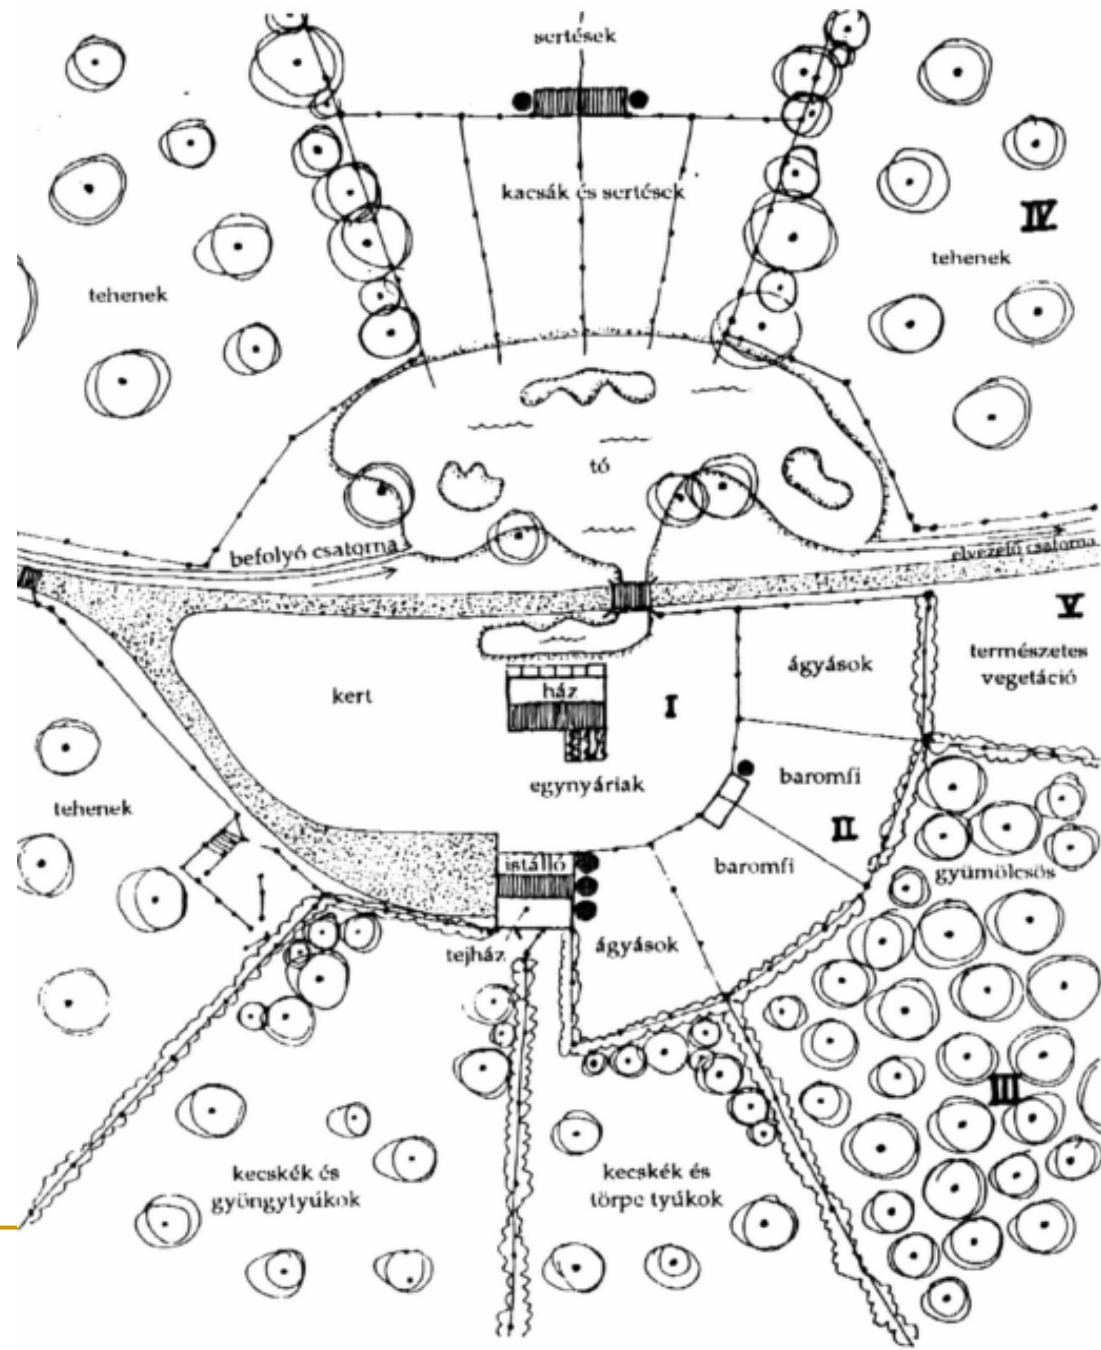 sertések
kacsák és sertések
IV
tehenek
tehenek
tó
befolyó csatorna
elvezető csatorna
V
természetes
vegetáció
ágyások
kert
ház
I
egynyáriak
baromfi
II
tehenek
baromfi
istálló
gyümölcsös
ágyások
tejház
III
kecskék és
gyöngytyúkok
kecskék és
törpe tyúkok